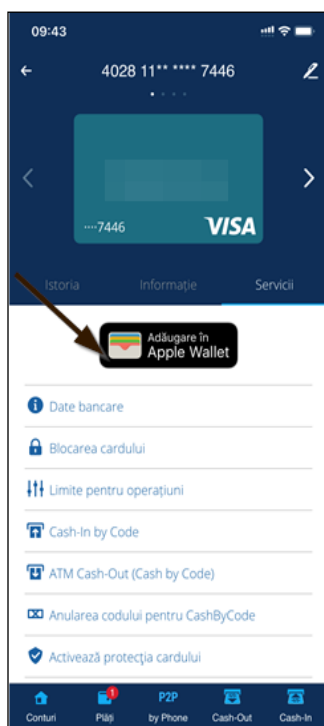 09:43
4028 11** **** 7446
····7446
VISA
Istoria Informație Servicii
Adăugare în
Apple Wallet
Date bancare
Blocarea cardului
Limite pentru operațiuni
Cash-In by Code
ATM Cash-Out (Cash by Code)
Anularea codului pentru CashByCode
Activează protecția cardului
1
P2P
Conturi Plăți by Phone Cash-Out Cash-In